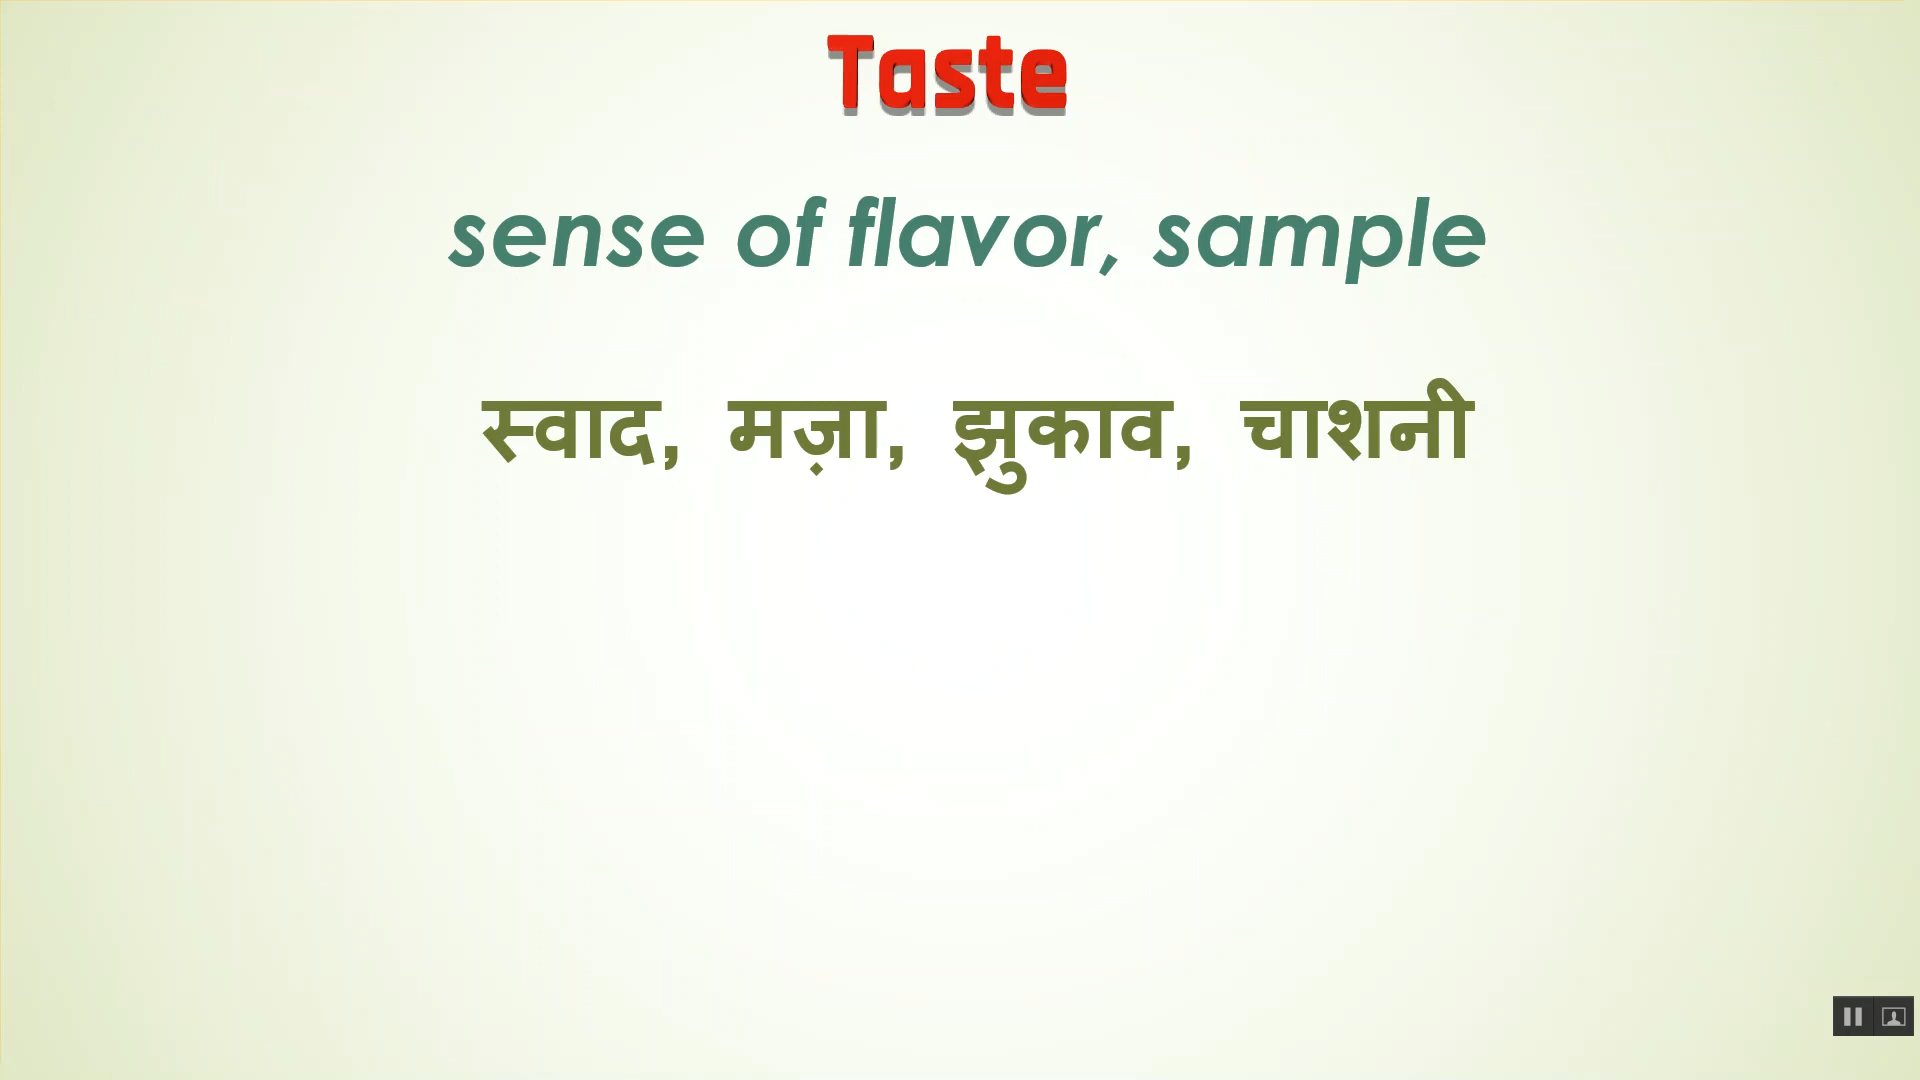 Taste
sense of flavor, sample
स्वाद, मज़ा, झुकाव, चाशनी